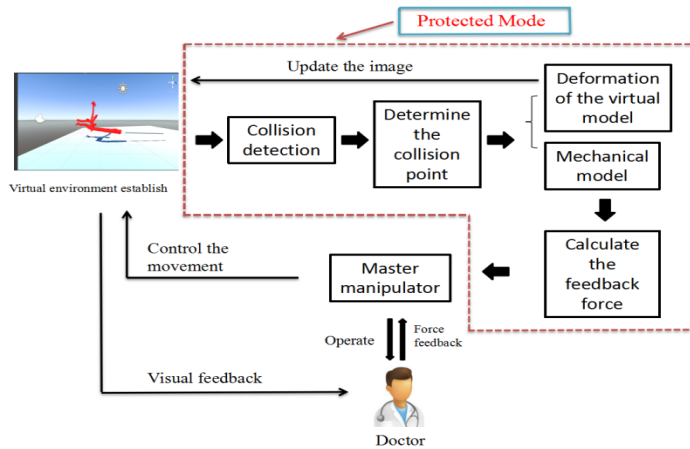 Protected Mode
Update the image
Deformation
of the virtual
model
Collision
detection
Determine
the
collision
point
Mechanical
model
Virtual environment establish
Control the
movement
Master
manipulator
Calculate
the
feedback
force
Operate
Force
feedback
Visual feedback
Doctor